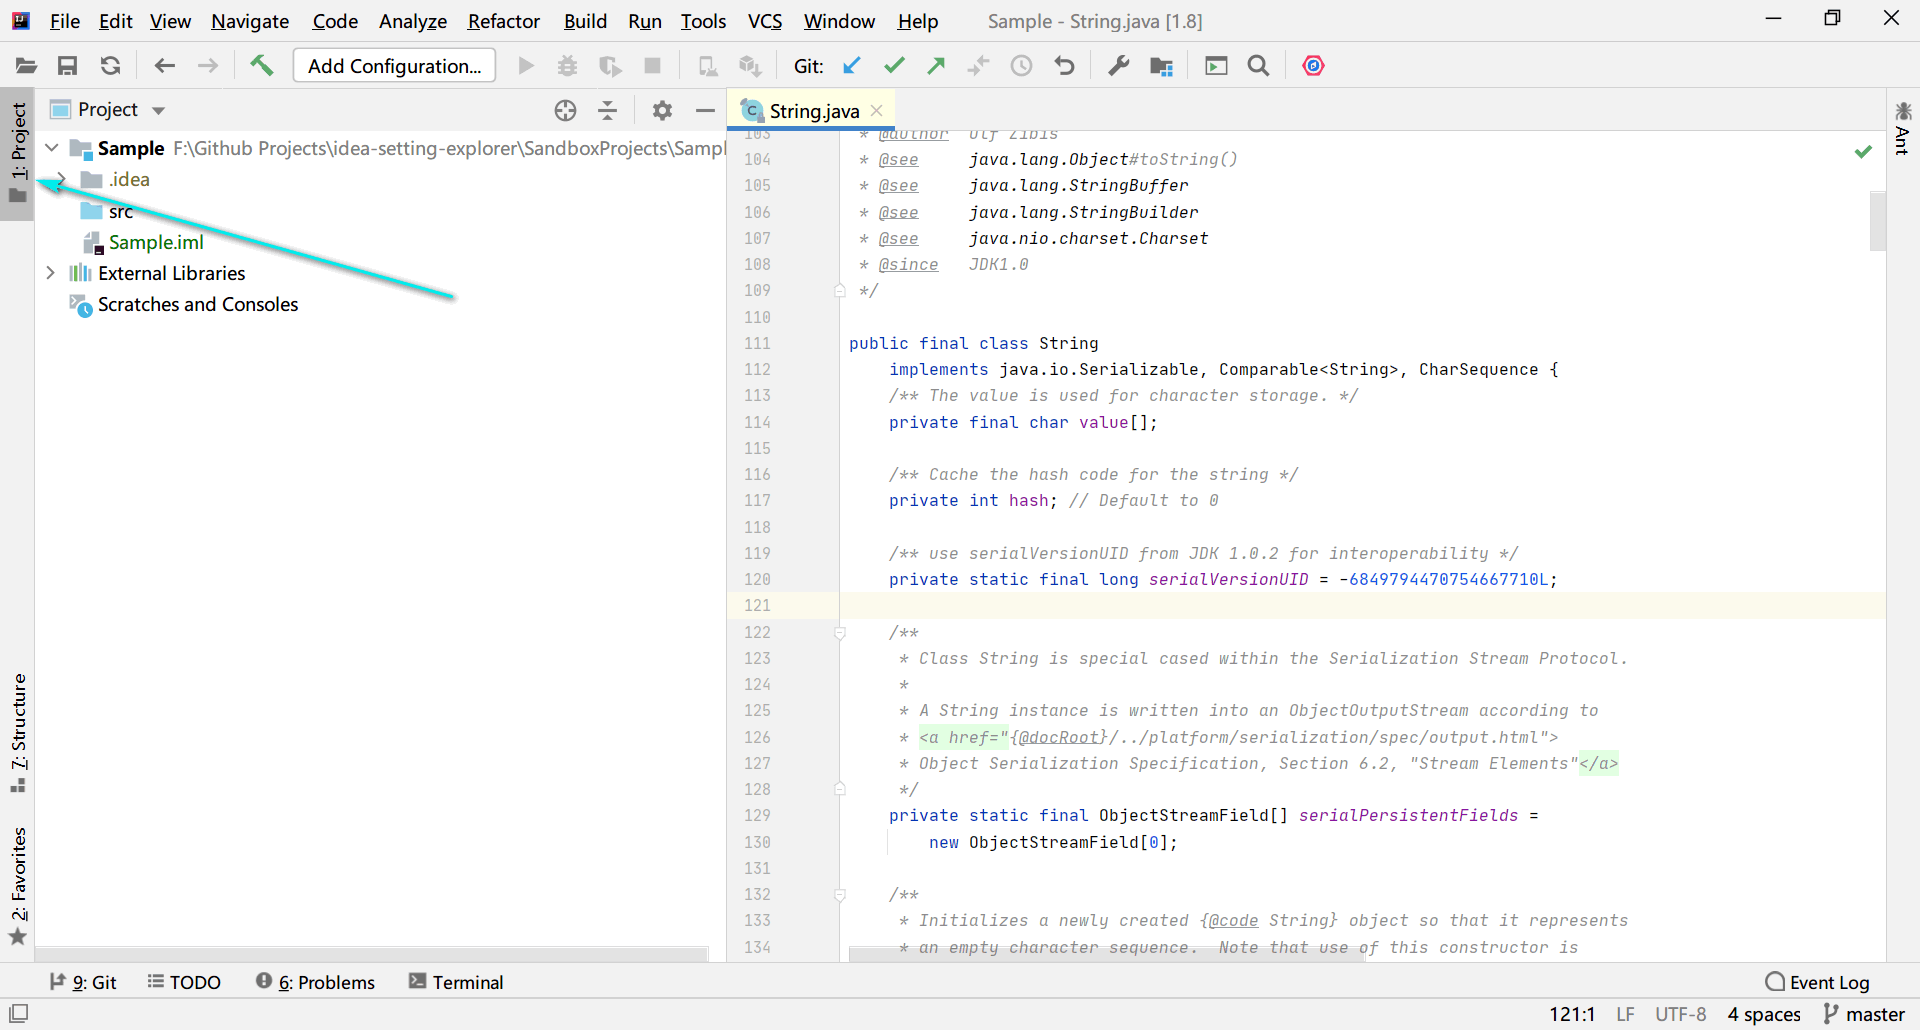 File Edit View Navigate Code Analyze Refactor Build Run Tools VCS Window Help Sample - String.java [1.8]
Add Configuration... Git:
1: Project
Project
String.java
Sample F:\Github Projects\idea-setting-explorer\SandboxProjects\Sampl
.idea
src
Sample.iml
External Libraries
Scratches and Consoles
7: Structure
2: Favorites
103 * @author Ulf Zibis
104 * @see java.lang.Object#toString()
105 * @see java.lang.StringBuffer
106 * @see java.lang.StringBuilder
107 * @see java.nio.charset.Charset
108 * @since JDK1.0
109 */
110
111 public final class String
112 implements java.io.Serializable, Comparable<String>, CharSequence {
113 /** The value is used for character storage. */
114 private final char value[];
115
116 /** Cache the hash code for the string */
117 private int hash; // Default to 0
118
119 /** use serialVersionUID from JDK 1.0.2 for interoperability */
120 private static final long serialVersionUID = -6849794470754667710L;
121
122 /**
123 * Class String is special cased within the Serialization Stream Protocol.
124 *
125 * A String instance is written into an ObjectOutputStream according to
126 * <a href="{@docRoot}/../platform/serialization/spec/output.html">
127 * Object Serialization Specification, Section 6.2, "Stream Elements"</a>
128 */
129 private static final ObjectStreamField[] serialPersistentFields =
130 new ObjectStreamField[0];
131
132 /**
133 * Initializes a newly created {@code String} object so that it represents
134 * an empty character sequence. Note that use of this constructor is
Ant
9: Git TODO 6: Problems Terminal Event Log
121:1 LF UTF-8 4 spaces master